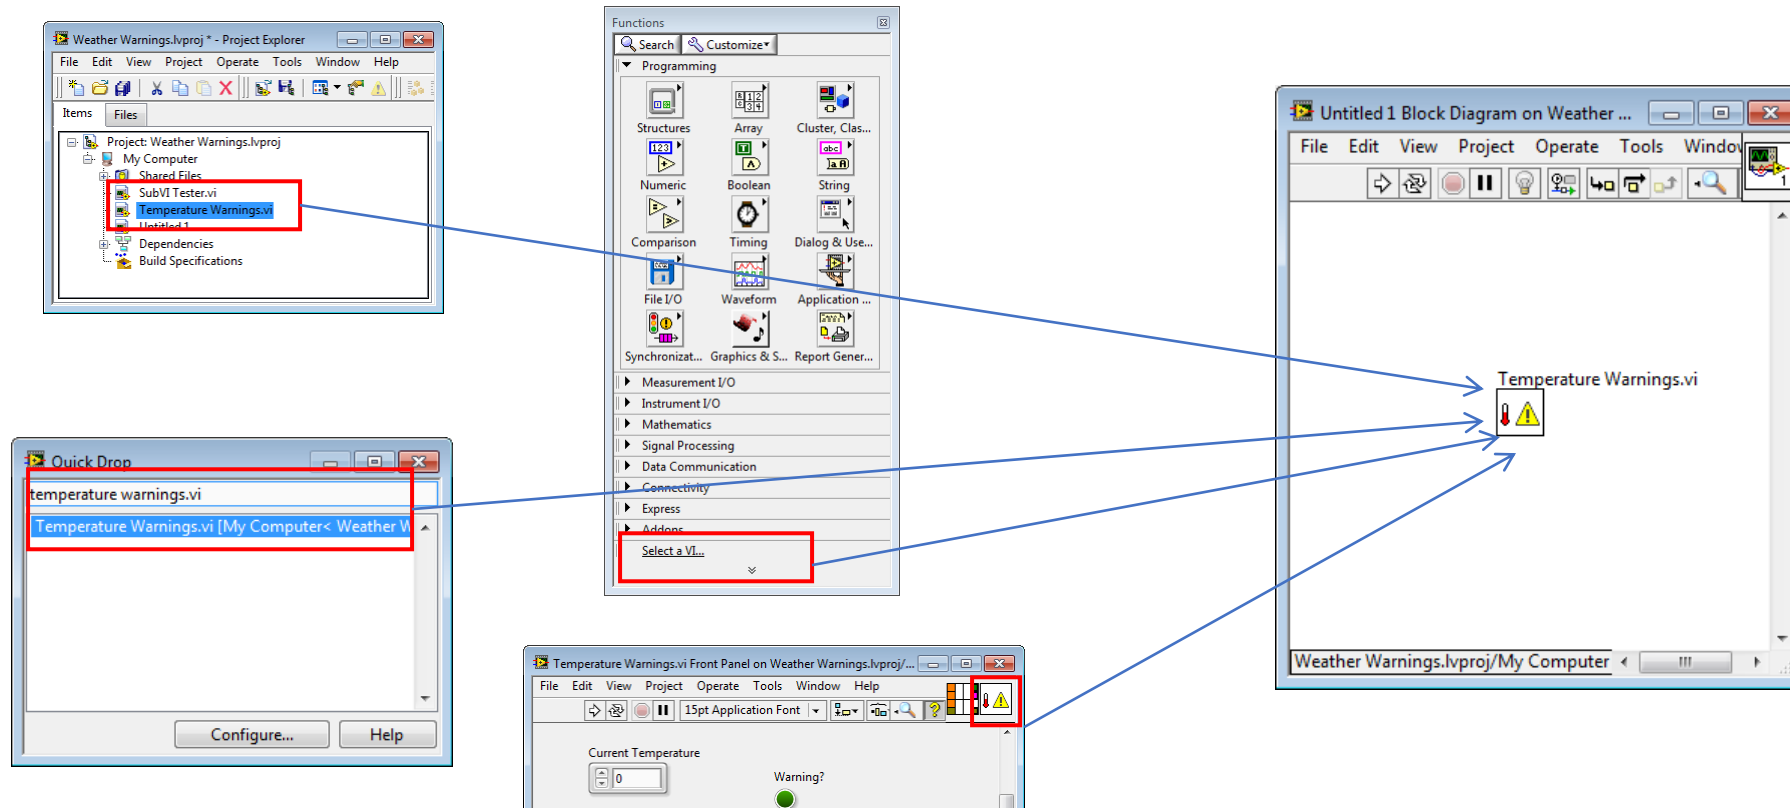 Weather Warnings.lvproj * - Project Explorer
File Edit View Project Operate Tools Window Help
Items Files
Project: Weather Warnings.lvproj
My Computer
Shared Files
SubVI Tester.vi
Temperature Warnings.vi
Untitled 1
Dependencies
Build Specifications
Quick Drop
temperature warnings.vi
Temperature Warnings.vi [My Computer< Weather W
Configure... Help
Functions
Search Customize
Programming
Structures Array Cluster, Clas...
Numeric Boolean String
Comparison Timing Dialog & Use...
File I/O Waveform Application ...
Synchronizat... Graphics & S... Report Gener...
Measurement I/O
Instrument I/O
Mathematics
Signal Processing
Data Communication
Connectivity
Express
Addons
Select a VI...
Temperature Warnings.vi Front Panel on Weather Warnings.lvproj/...
File Edit View Project Operate Tools Window Help
15pt Application Font
Current Temperature
0
Warning?
Untitled 1 Block Diagram on Weather ...
File Edit View Project Operate Tools Window
1
Temperature Warnings.vi
Weather Warnings.lvproj/My Computer